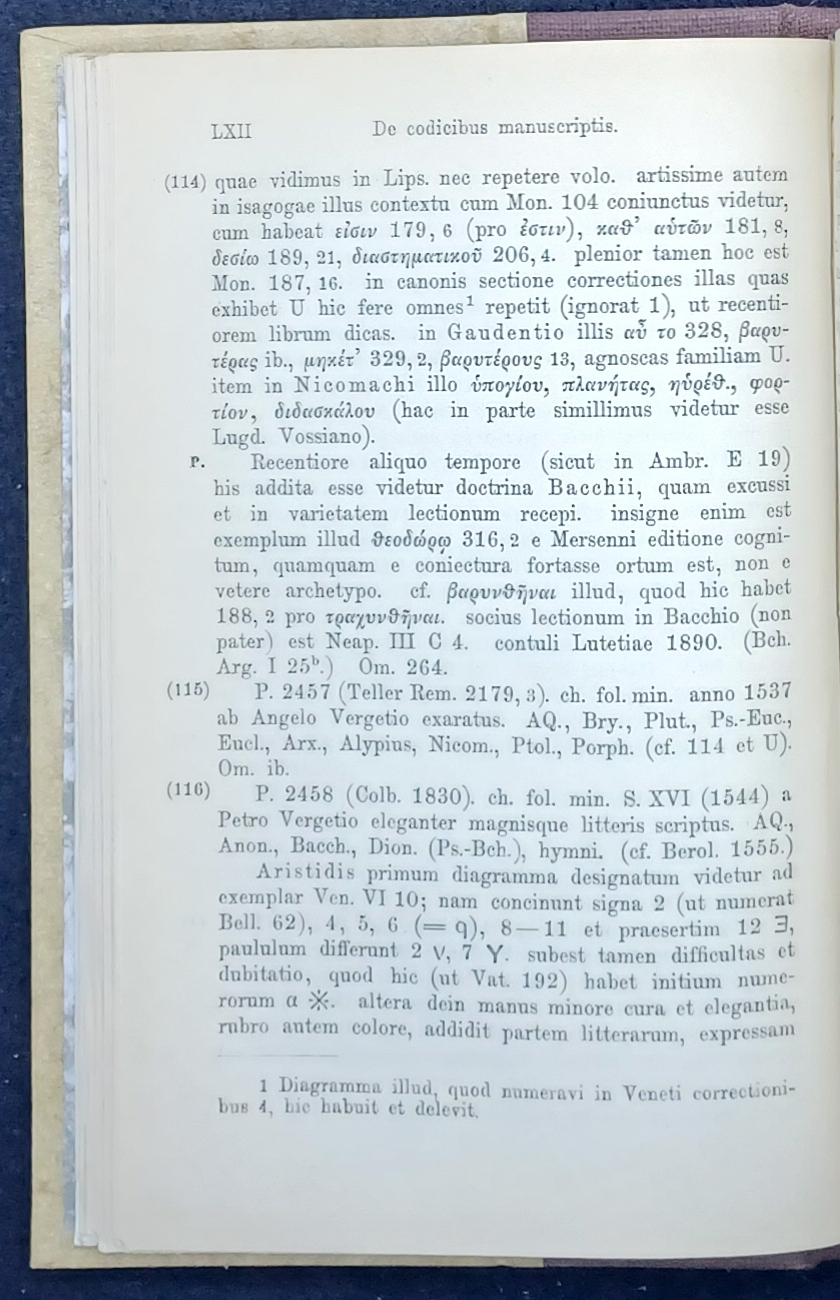 LXII De codicibus manuscriptis.
(114) quae vidimus in Lips. nec repetere volo. artissime autem
in isagogae illus contextu cum Mon. 104 coniunctus videtur,
cum habeat εἰσιν 179, 6 (pro ἐστιν), καθ’ αὑτῶν 181, 8,
δεσίω 189, 21, διαστηματικοῦ 206, 4. plenior tamen hoc est
Mon. 187, 16. in canonis sectione correctiones illas quas
exhibet U hic fere omnes¹ repetit (ignorat 1), ut recenti-
orem librum dicas. in Gaudentio illis αὖ το 328, βαρυ-
τέρας ib., μηκέτ’ 329, 2, βαρυτέρους 13, agnoscas familiam U.
item in Nicomachi illo ὑπογίου, πλανήτας, ηὑρέθ., φορ-
τίον, διδασκάλου (hac in parte simillimus videtur esse
Lugd. Vossiano).
P. Recentiore aliquo tempore (sicut in Ambr. E 19)
his addita esse videtur doctrina Bacchii, quam excussi
et in varietatem lectionum recepi. insigne enim est
exemplum illud θεοδώρῳ 316, 2 e Mersenni editione cogni-
tum, quamquam e coniectura fortasse ortum est, non e
vetere archetypo. cf. βαρυνθῆναι illud, quod hic habet
188, 2 pro τραχυνθῆναι. socius lectionum in Bacchio (non
pater) est Neap. III C 4. contuli Lutetiae 1890. (Bch.
Arg. I 25ᵇ.) Om. 264.
(115) P. 2457 (Teller Rem. 2179, 3). ch. fol. min. anno 1537
ab Angelo Vergetio exaratus. AQ., Bry., Plut., Ps.-Euc.,
Eucl., Arx., Alypius, Nicom., Ptol., Porph. (cf. 114 et U).
Om. ib.
(116) P. 2458 (Colb. 1830). ch. fol. min. S. XVI (1544) a
Petro Vergetio eleganter magnisque litteris scriptus. AQ.,
Anon., Bacch., Dion. (Ps.-Bch.), hymni. (cf. Berol. 1555.)
Aristidis primum diagramma designatum videtur ad
exemplar Ven. VI 10; nam concinunt signa 2 (ut numerat
Bell. 62), 4, 5, 6 (= q), 8—11 et praesertim 12 Ǝ,
paululum differunt 2 V, 7 Y. subest tamen difficultas et
dubitatio, quod hic (ut Vat. 192) habet initium nume-
rorum α ※. altera dein manus minore cura et elegantia,
rubro autem colore, addidit partem litterarum, expressam
1 Diagramma illud, quod numeravi in Veneti correctioni-
bus 4, hic habuit et delevit.